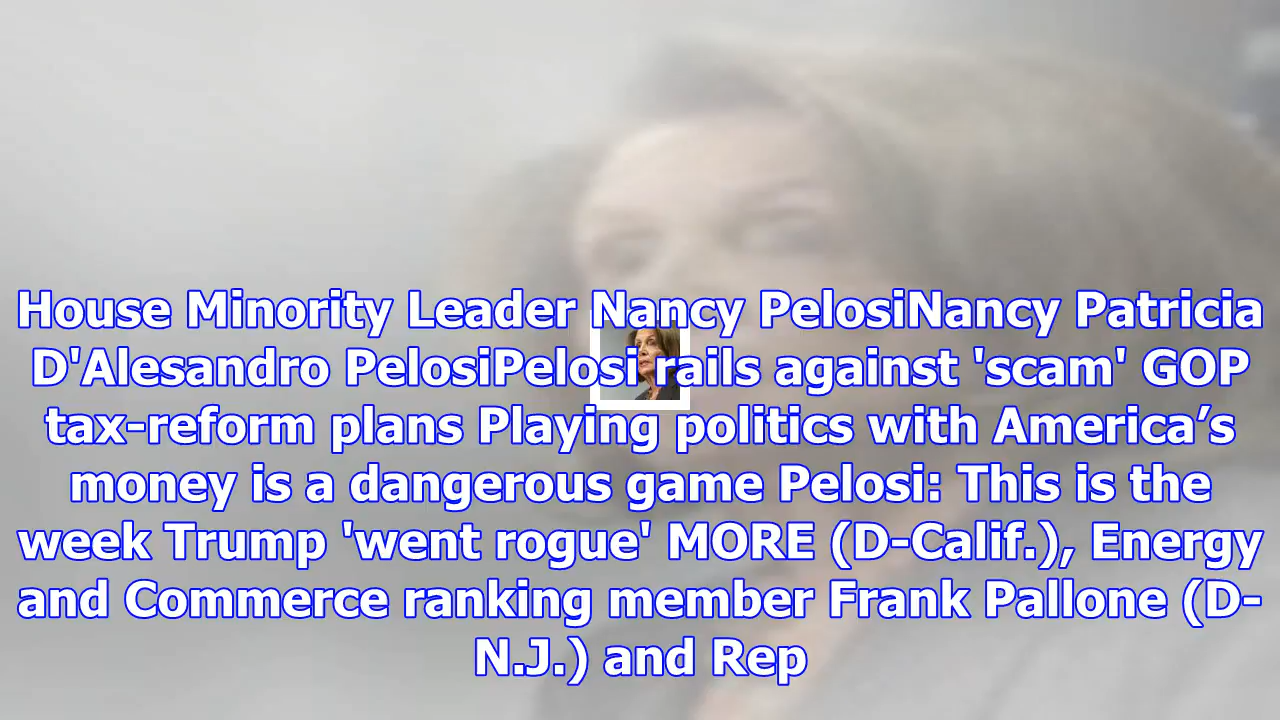 House Minority Leader Nancy PelosiNancy Patricia
D'Alesandro PelosiPelosi rails against 'scam' GOP
tax-reform plans Playing politics with America’s
money is a dangerous game Pelosi: This is the
week Trump 'went rogue' MORE (D-Calif.), Energy
and Commerce ranking member Frank Pallone (D-
N.J.) and Rep